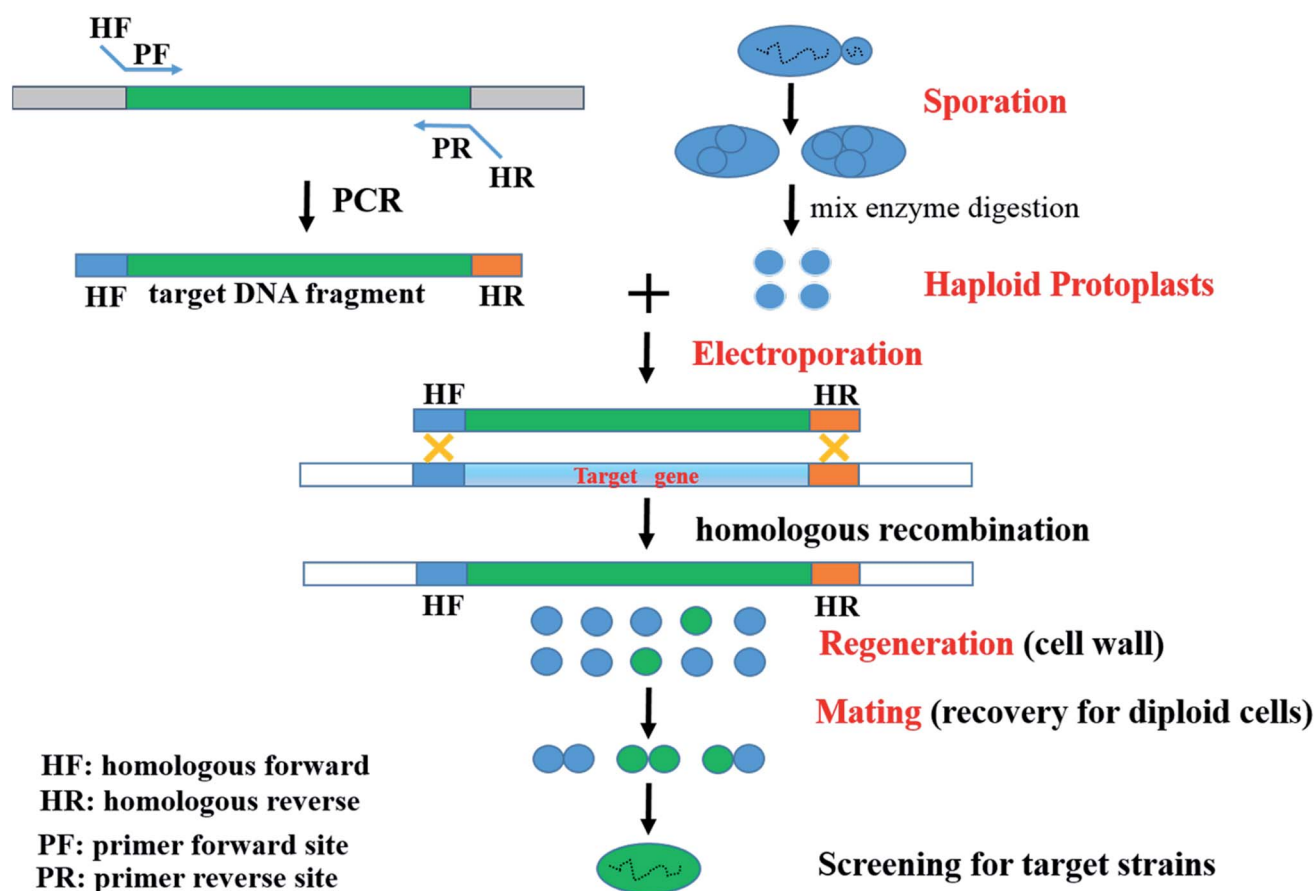 HF
PF
PR
HR
PCR
HF
target DNA fragment
HR
Sporation
mix enzyme digestion
Haploid Protoplasts
Electroporation
HF
HR
Target gene
homologous recombination
HF
HR
Regeneration (cell wall)
Mating (recovery for diploid cells)
HF: homologous forward
HR: homologous reverse
PF: primer forward site
PR: primer reverse site
Screening for target strains